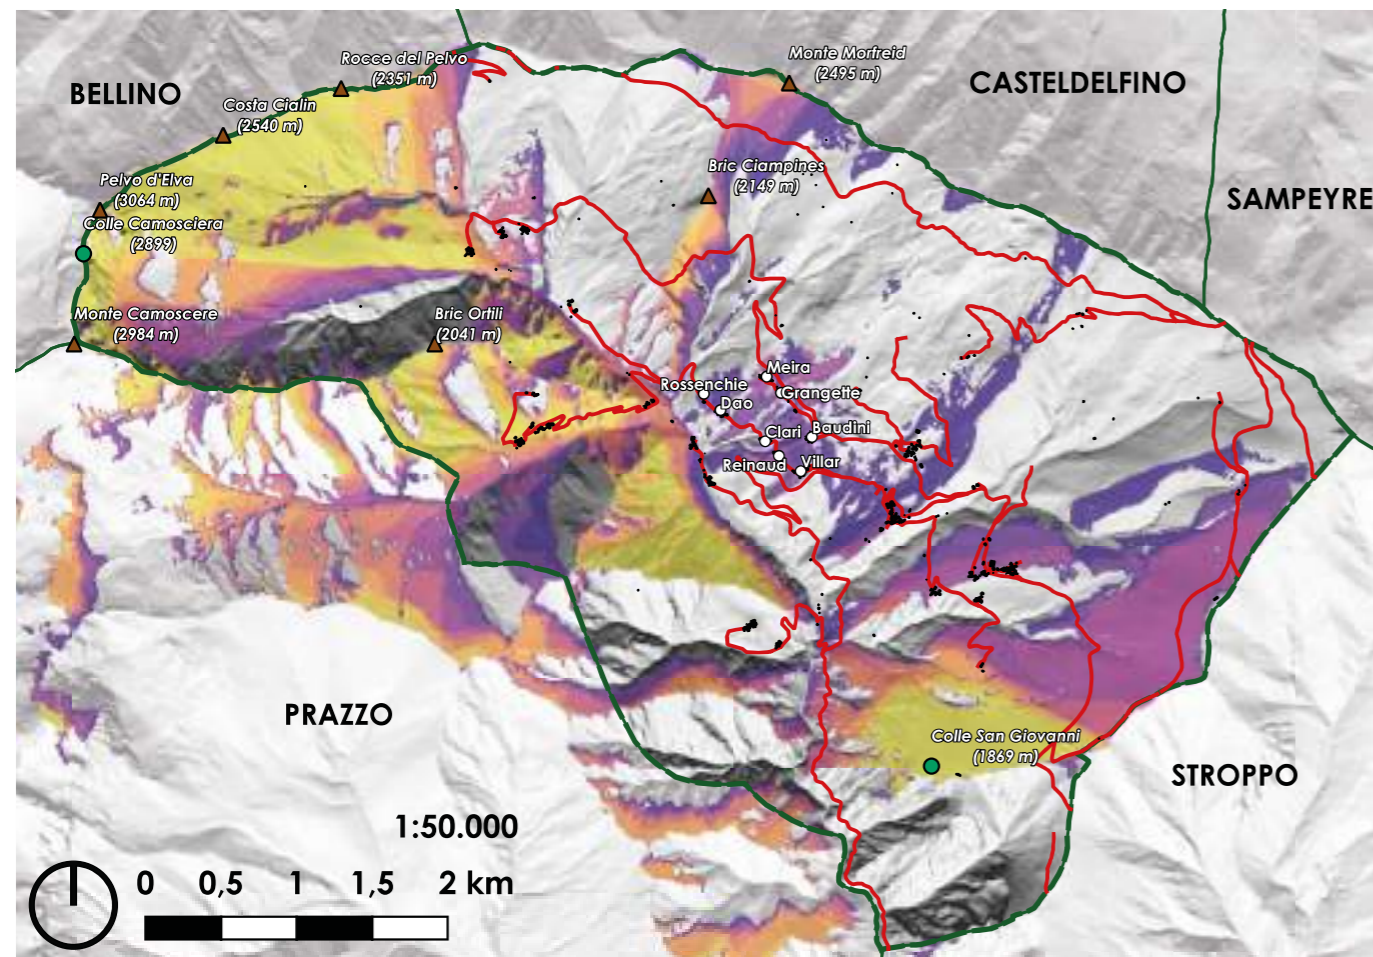 Rocce del Pelvo
(2351 m)
Monte Morfreid
(2495 m)
BELLINO
CASTELDELFINO
Costa Cialin
(2540 m)
Bric Ciampines
(2149 m)
Pelvo d'Elva
(3064 m)
SAMPEYRE
Colle Camosciera
(2899)
Monte Camoscere
(2984 m)
Bric Ortili
(2041 m)
Meira
Rossenchie
Grangette
Dao
Clari
Baudini
Reinaud
Villar
PRAZZO
Colle San Giovanni
(1869 m)
STROPPO
1:50.000
0 0,5 1 1,5 2 km